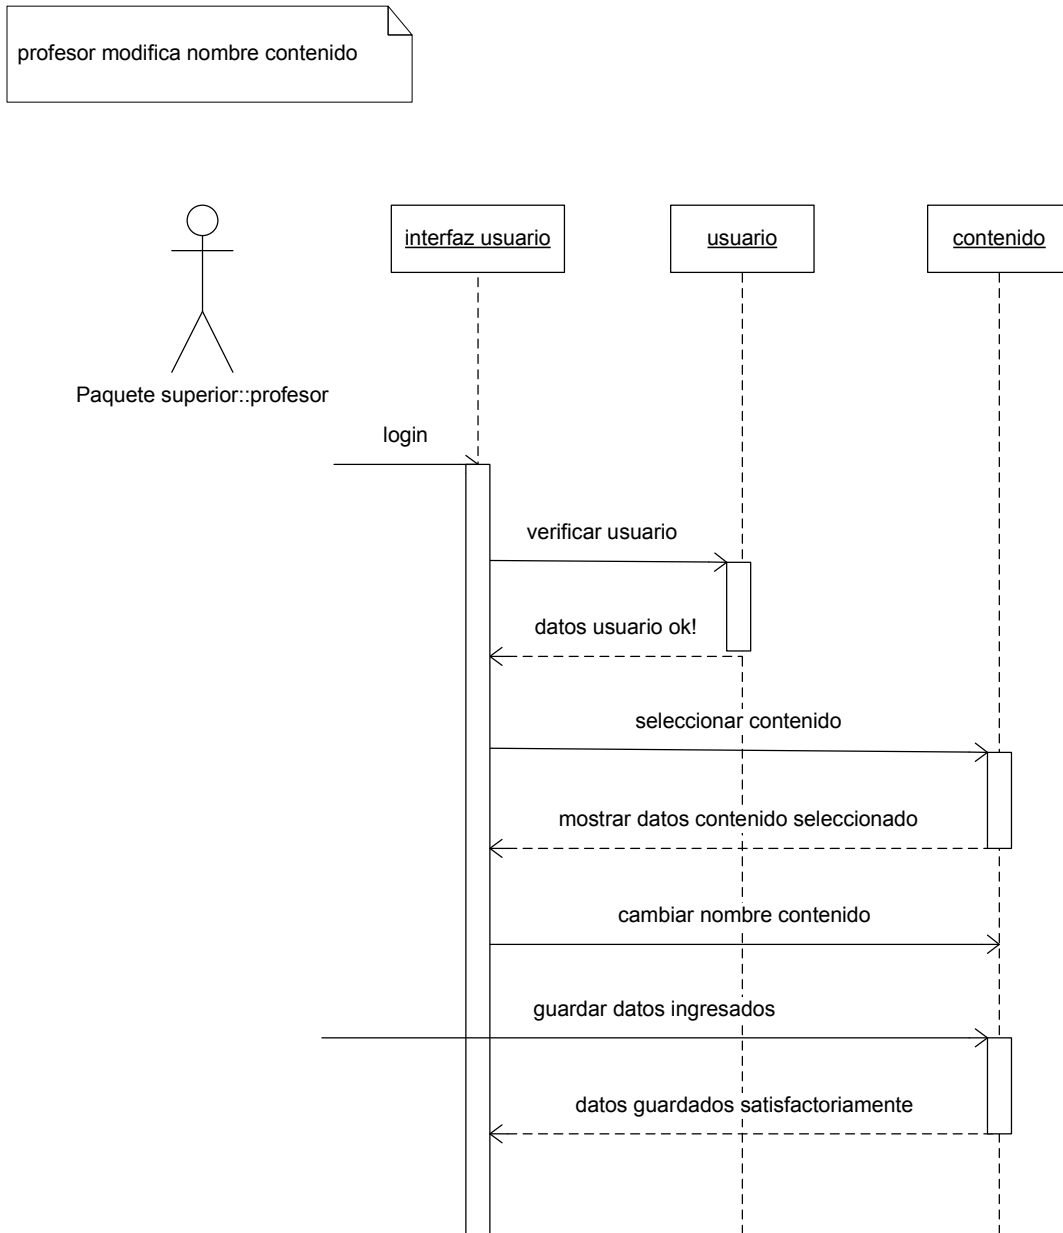 profesor modifica nombre contenido
interfaz usuario
usuario
contenido
Paquete superior::profesor
login
verificar usuario
datos usuario ok!
seleccionar contenido
mostrar datos contenido seleccionado
cambiar nombre contenido
guardar datos ingresados
datos guardados satisfactoriamente